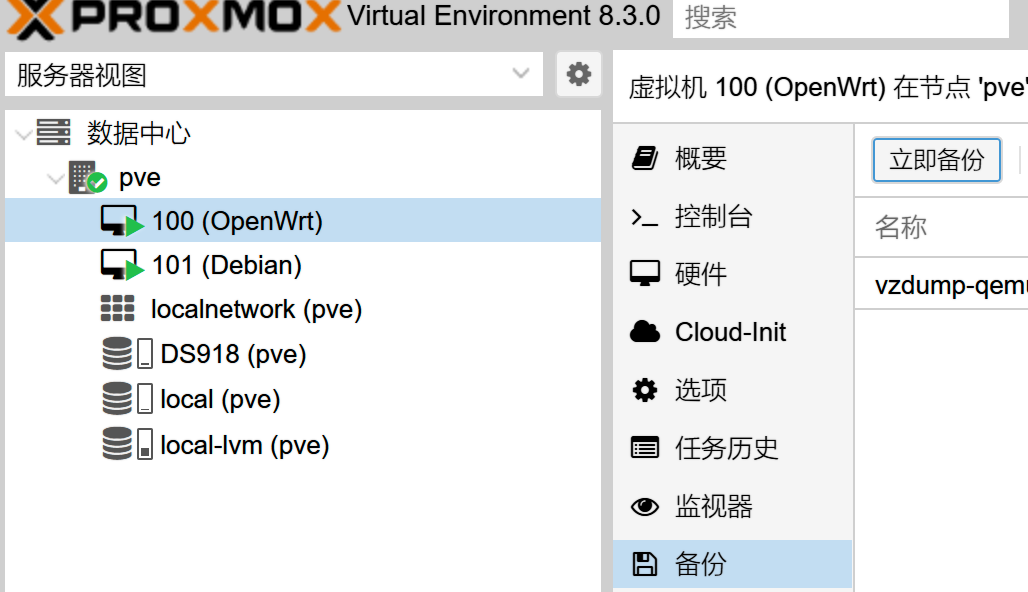 PROXMOX Virtual Environment 8.3.0 搜索
服务器视图
数据中心
pve
100 (OpenWrt)
101 (Debian)
localnetwork (pve)
DS918 (pve)
local (pve)
local-lvm (pve)
虚拟机 100 (OpenWrt) 在节点 'pve'
概要
控制台
硬件
Cloud-Init
选项
任务历史
监视器
备份
立即备份
名称
vzdump-qemu